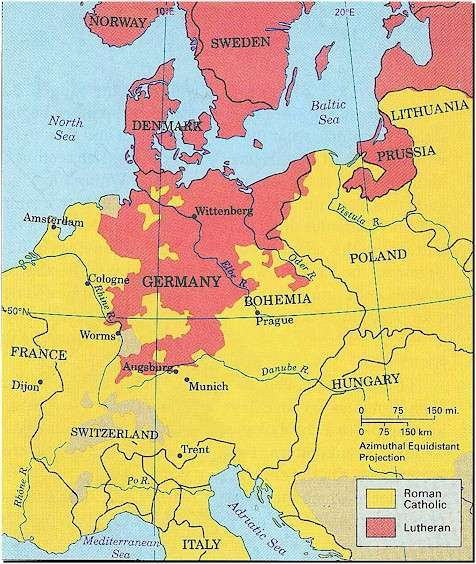 10°E
20°E
NORWAY
SWEDEN
North
Sea
DENMARK
Baltic
Sea
LITHUANIA
PRUSSIA
Amsterdam
Wittenberg
Vistula R.
Elbe R.
Oder R.
POLAND
Cologne
GERMANY
Rhine R.
BOHEMIA
50°N
Prague
Worms
FRANCE
Augsburg
Danube R.
Dijon
Munich
HUNGARY
0 75 150 mi.
0 75 150 km
Azimuthal Equidistant
Projection
SWITZERLAND
Trent
Rhône R.
Po R.
Adriatic Sea
Mediterranean
Sea
ITALY
Roman
Catholic
Lutheran